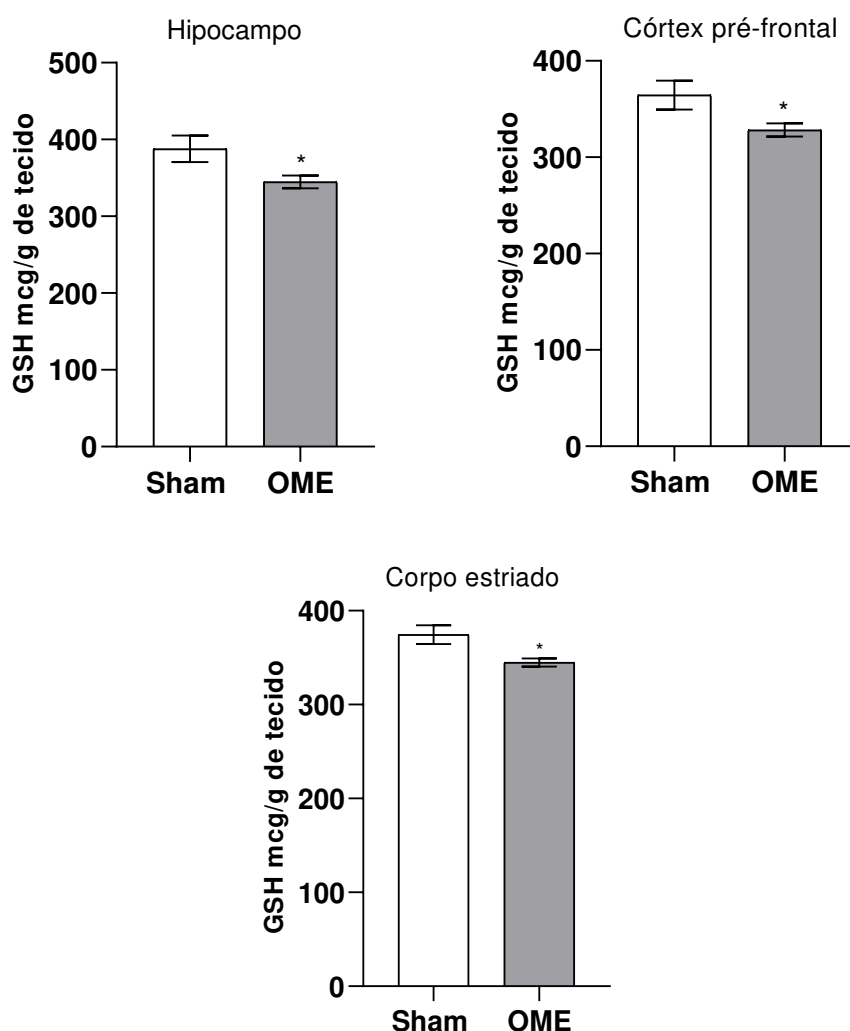 Hipocampo
GSH mcg/g de tecido
500
400
300
200
100
0
*
Sham OME
Córtex pré-frontal
GSH mcg/g de tecido
400
300
200
100
0
*
Sham OME
Corpo estriado
GSH mcg/g de tecido
400
300
200
100
0
*
Sham OME